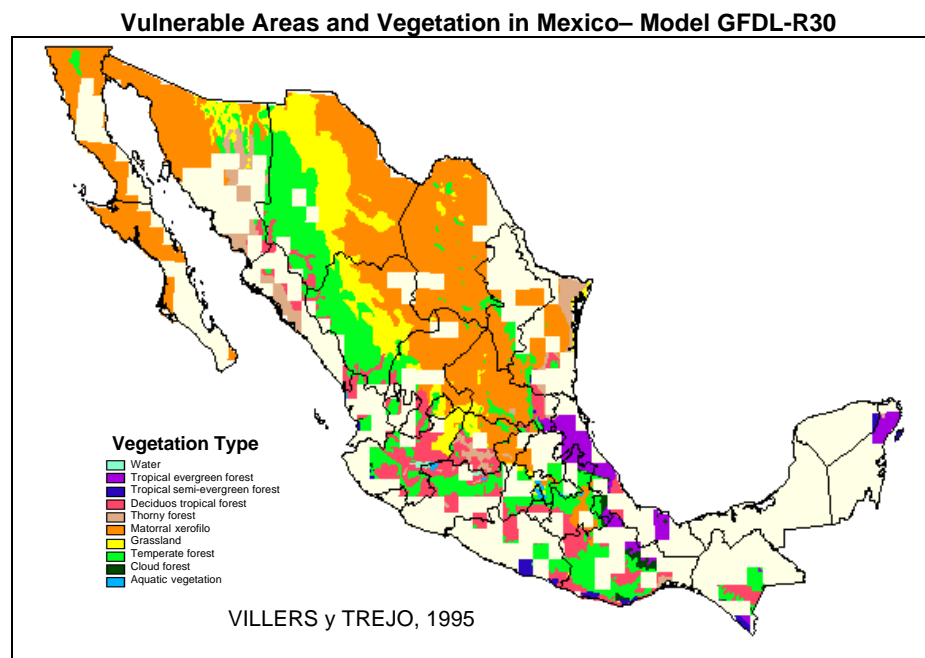 Vulnerable Areas and Vegetation in Mexico– Model GFDL-R30
Vegetation Type
Water
Tropical evergreen forest
Tropical semi-evergreen forest
Deciduos tropical forest
Thorny forest
Matorral xerofilo
Grassland
Temperate forest
Cloud forest
Aquatic vegetation
VILLERS y TREJO, 1995